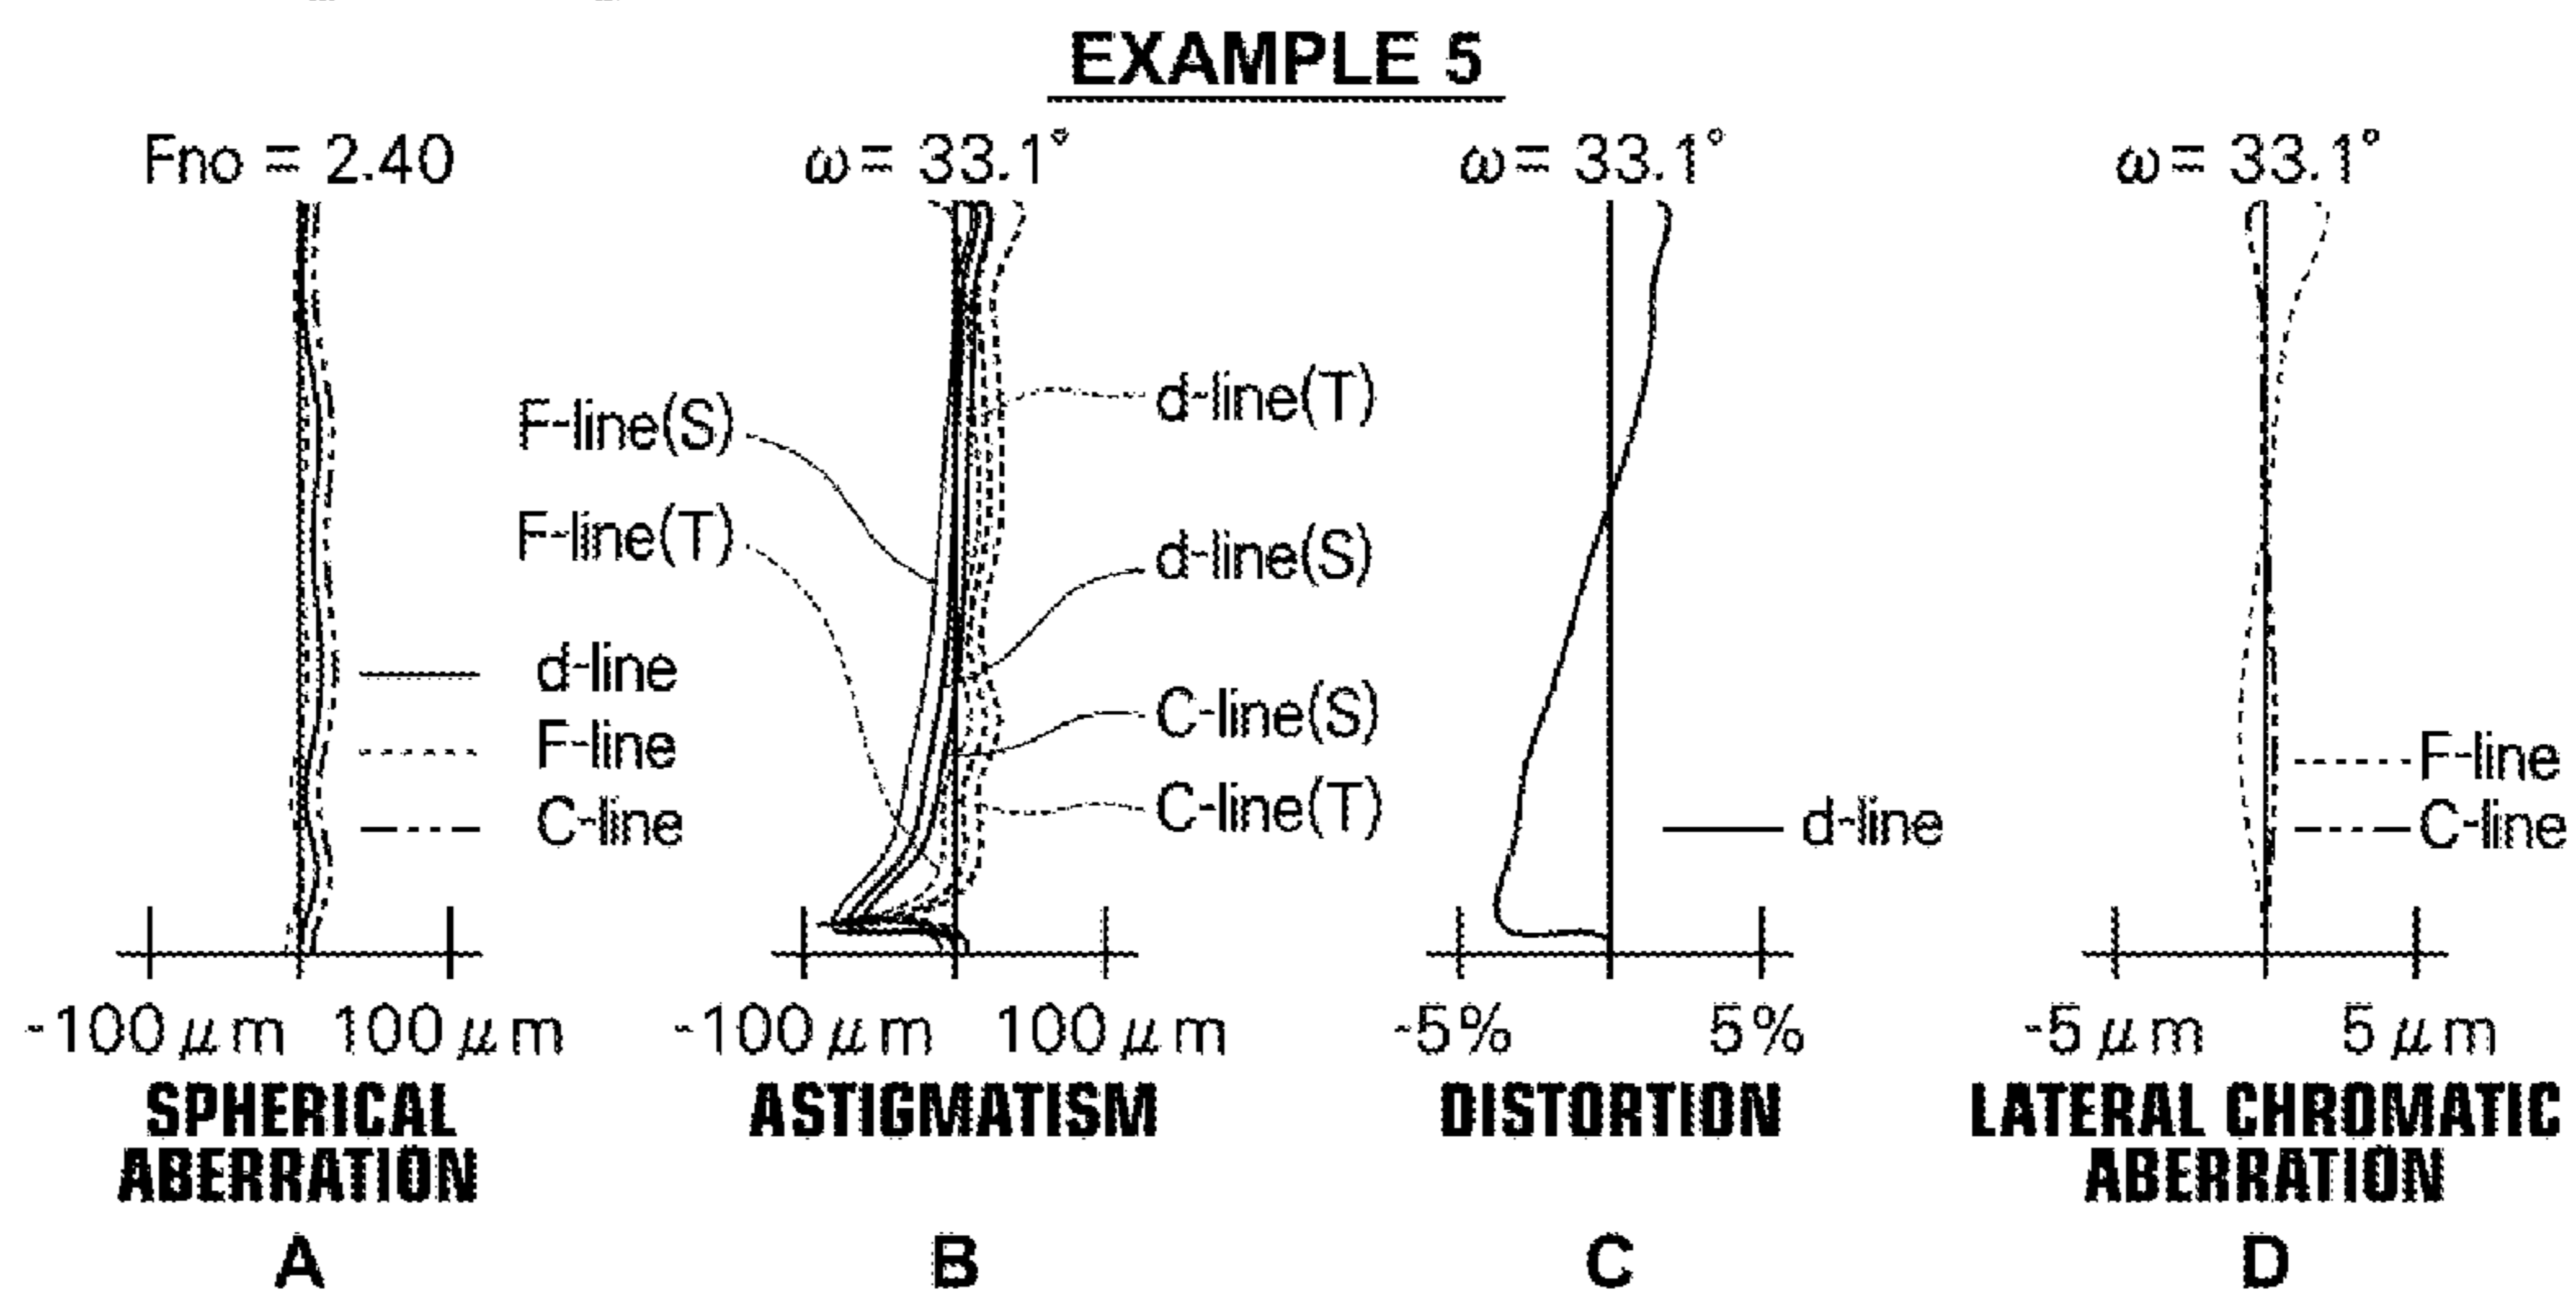 EXAMPLE 5
Fno = 2.40
d-line
F-line
C-line
-100 μm 100 μm
SPHERICAL
ABERRATION
A
ω= 33.1°
F-line(S)
F-line(T)
d-line(T)
d-line(S)
C-line(S)
C-line(T)
-100 μm 100 μm
ASTIGMATISM
B
ω= 33.1°
d-line
-5% 5%
DISTORTION
C
ω= 33.1°
F-line
C-line
-5 μm 5 μm
LATERAL CHROMATIC
ABERRATION
D